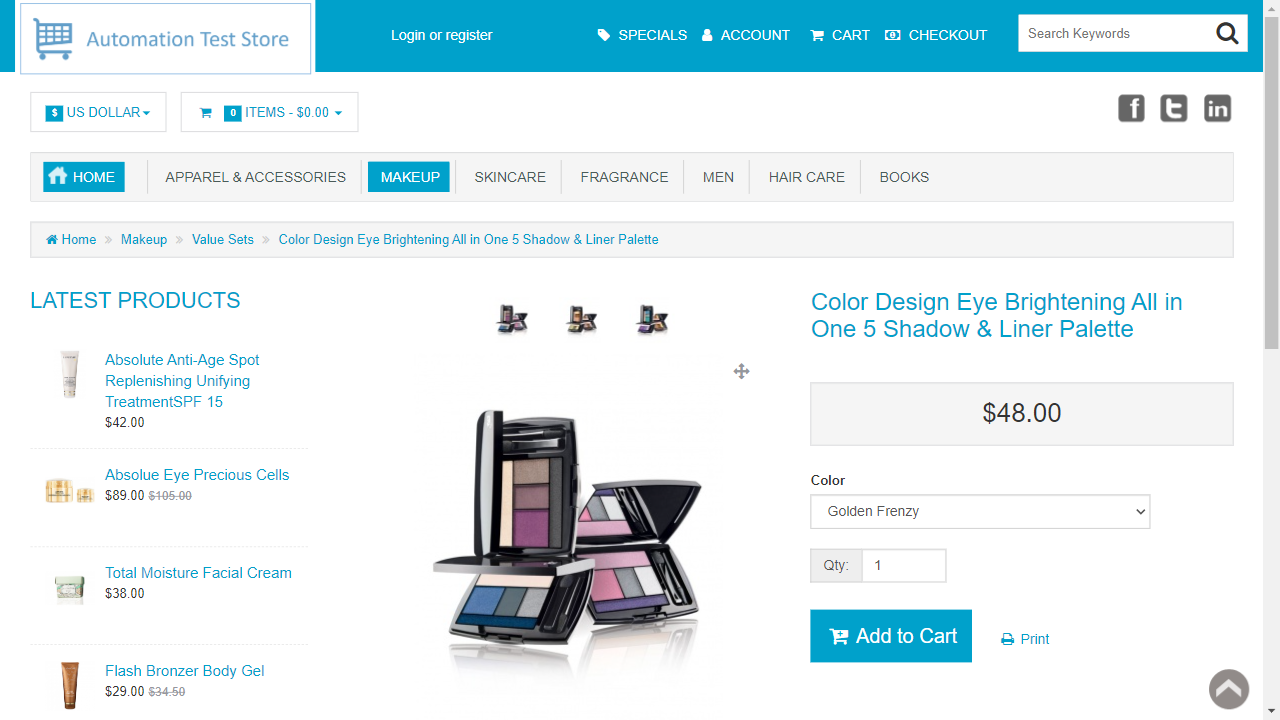 Automation Test Store
Login or register
SPECIALS
ACCOUNT
CART
CHECKOUT
Search Keywords
$ US DOLLAR
0 ITEMS - $0.00
HOME
APPAREL & ACCESSORIES
MAKEUP
SKINCARE
FRAGRANCE
MEN
HAIR CARE
BOOKS
Home » Makeup » Value Sets » Color Design Eye Brightening All in One 5 Shadow & Liner Palette
LATEST PRODUCTS
Absolute Anti-Age Spot
Replenishing Unifying
TreatmentSPF 15
$42.00
Absolue Eye Precious Cells
$89.00 $105.00
Total Moisture Facial Cream
$38.00
Flash Bronzer Body Gel
$29.00 $34.50
Color Design Eye Brightening All in
One 5 Shadow & Liner Palette
$48.00
Color
Golden Frenzy
Qty: 1
Add to Cart
Print